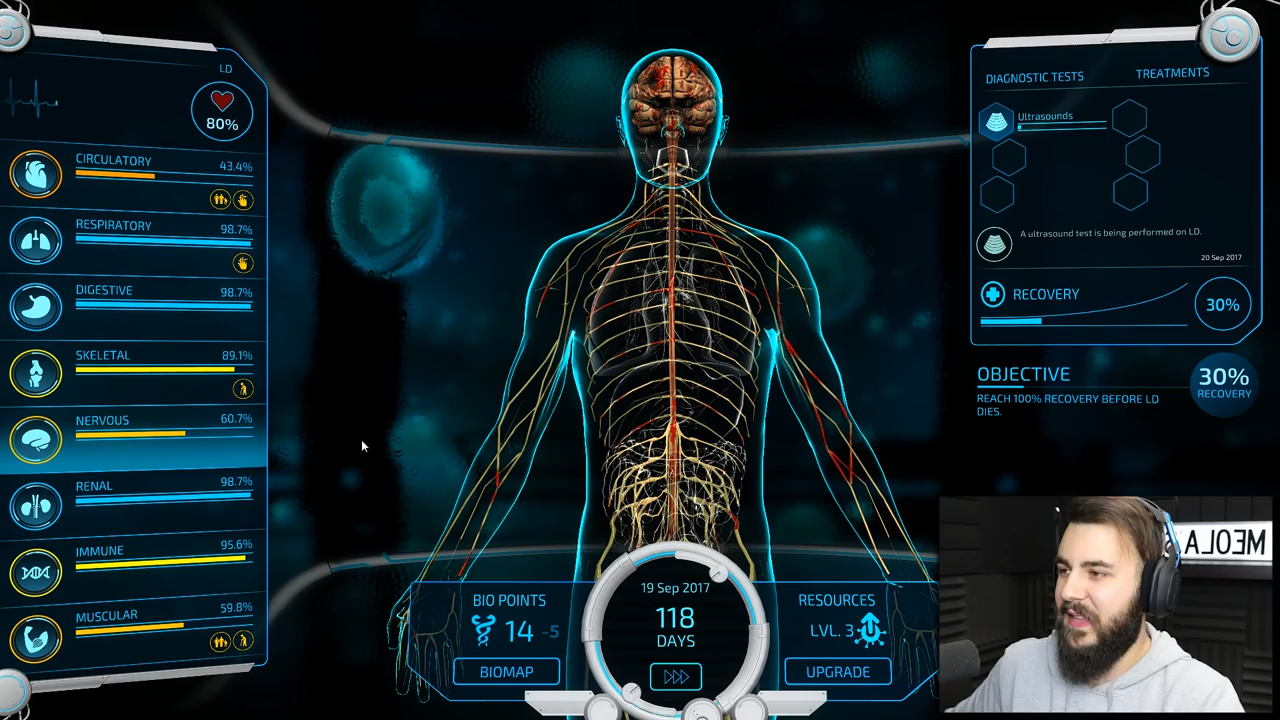 LD
80%
CIRCULATORY
43.4%
RESPIRATORY
98.7%
DIGESTIVE
98.7%
SKELETAL
89.1%
NERVOUS
60.7%
RENAL
98.7%
IMMUNE
95.6%
MUSCULAR
59.8%
BIO POINTS
14 -5
BIOMAP
19 Sep 2017
118
DAYS
RESOURCES
LVL. 3
UPGRADE
DIAGNOSTIC TESTS
TREATMENTS
Ultrasounds
A ultrasound test is being performed on LD.
20 Sep 2017
RECOVERY
30%
OBJECTIVE
REACH 100% RECOVERY BEFORE LD
DIES.
30%
RECOVERY
MEOLA